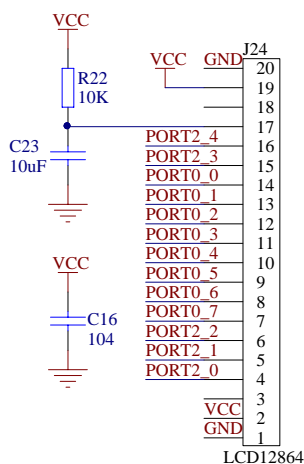 VCC
R22
10K
C23
10uF
VCC
C16
104
VCC
J24
GND 20
19
18
17
PORT2_4 16
PORT2_3 15
PORT0_0 14
PORT0_1 13
PORT0_2 12
PORT0_3 11
PORT0_4 10
PORT0_5 9
PORT0_6 8
PORT0_7 7
PORT2_2 6
PORT2_1 5
PORT2_0 4
3
VCC 2
GND 1
LCD12864